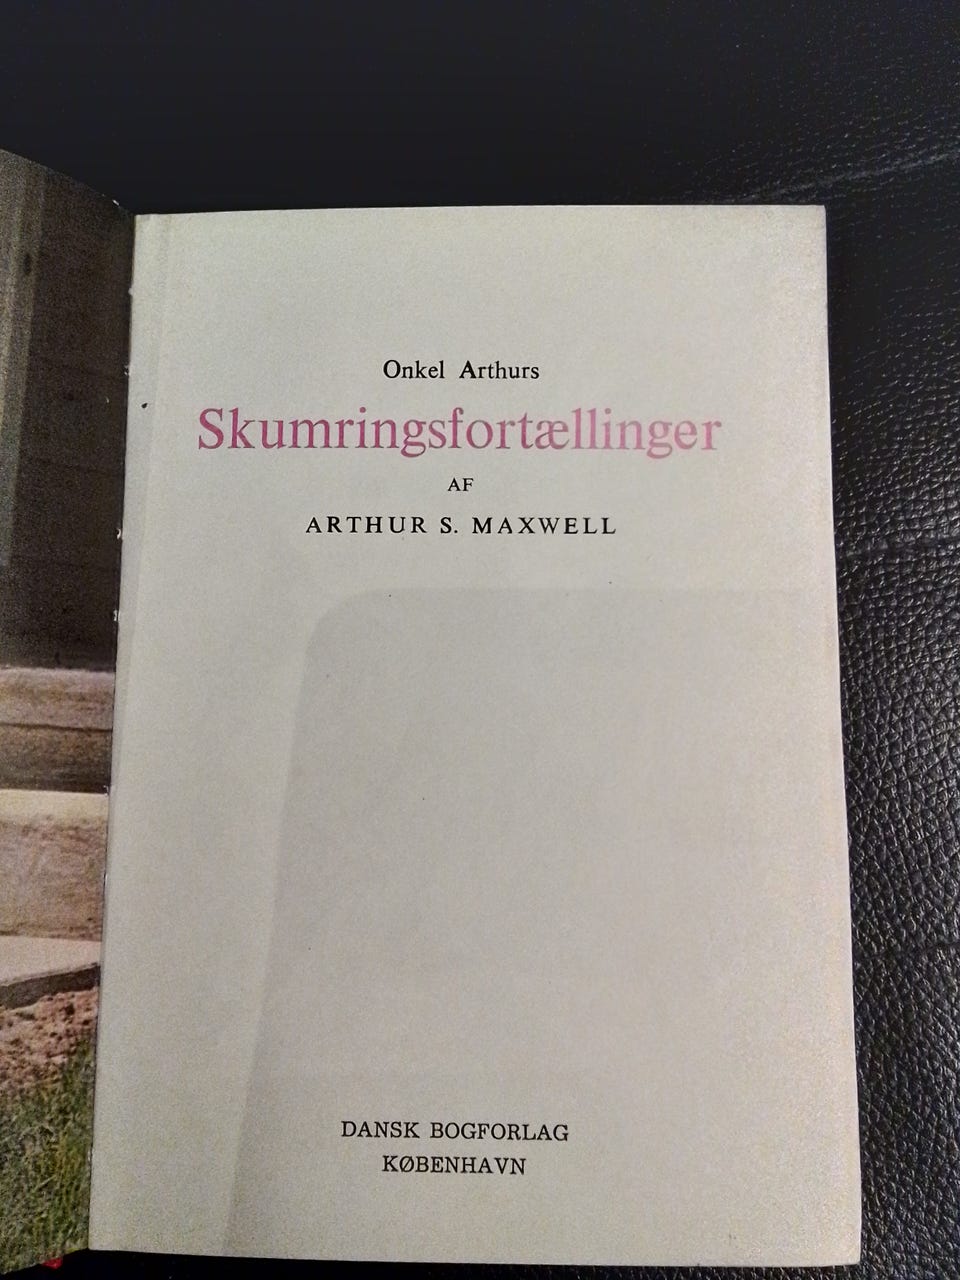 Onkel Arthurs
Skumringsfortællinger
AF
ARTHUR S. MAXWELL
DANSK BOGFORLAG
KØBENHAVN